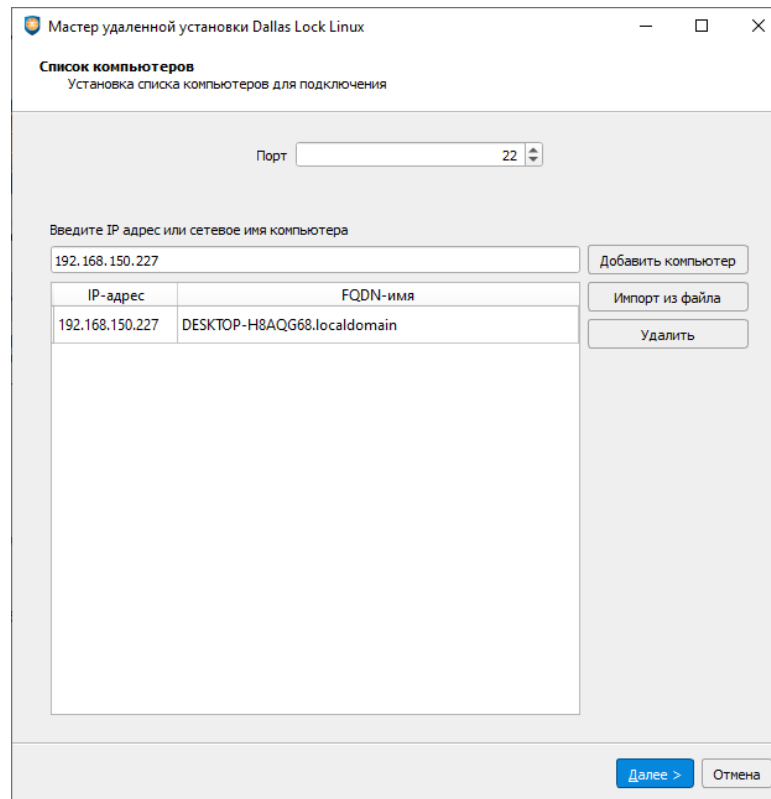 Мастер удаленной установки Dallas Lock Linux
Список компьютеров
Установка списка компьютеров для подключения
Порт 22
Введите IP адрес или сетевое имя компьютера
192.168.150.227 Добавить компьютер
IP-адрес FQDN-имя Импорт из файла
192.168.150.227 DESKTOP-H8AQG68.localdomain Удалить
Далее > Отмена